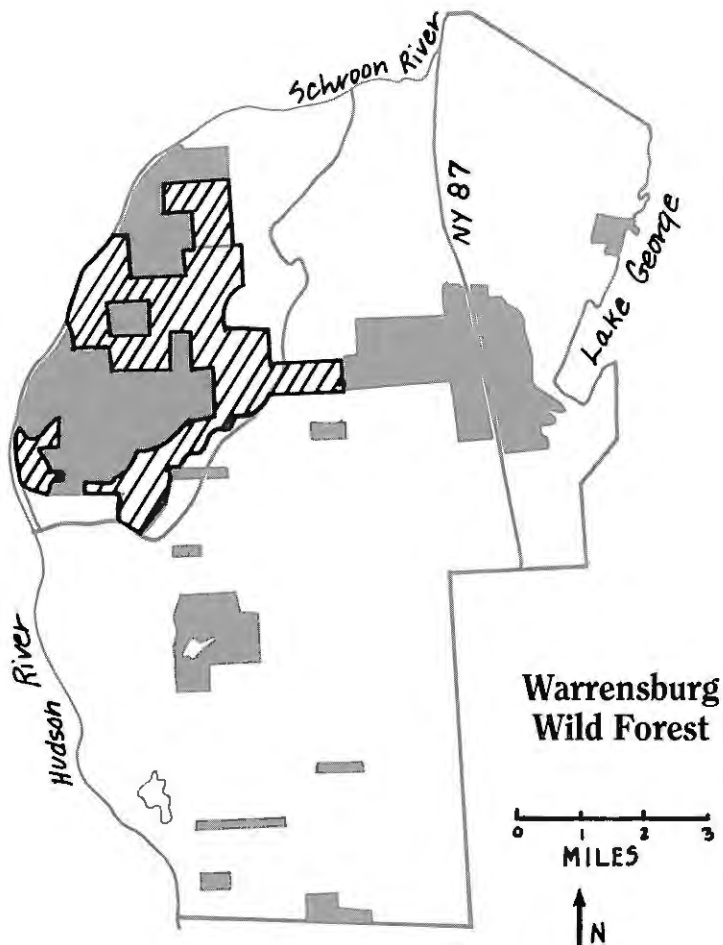 Schroon River
NY 87
Lake George
Hudson River
Warrensburg
Wild Forest
0 1 2 3
MILES
N